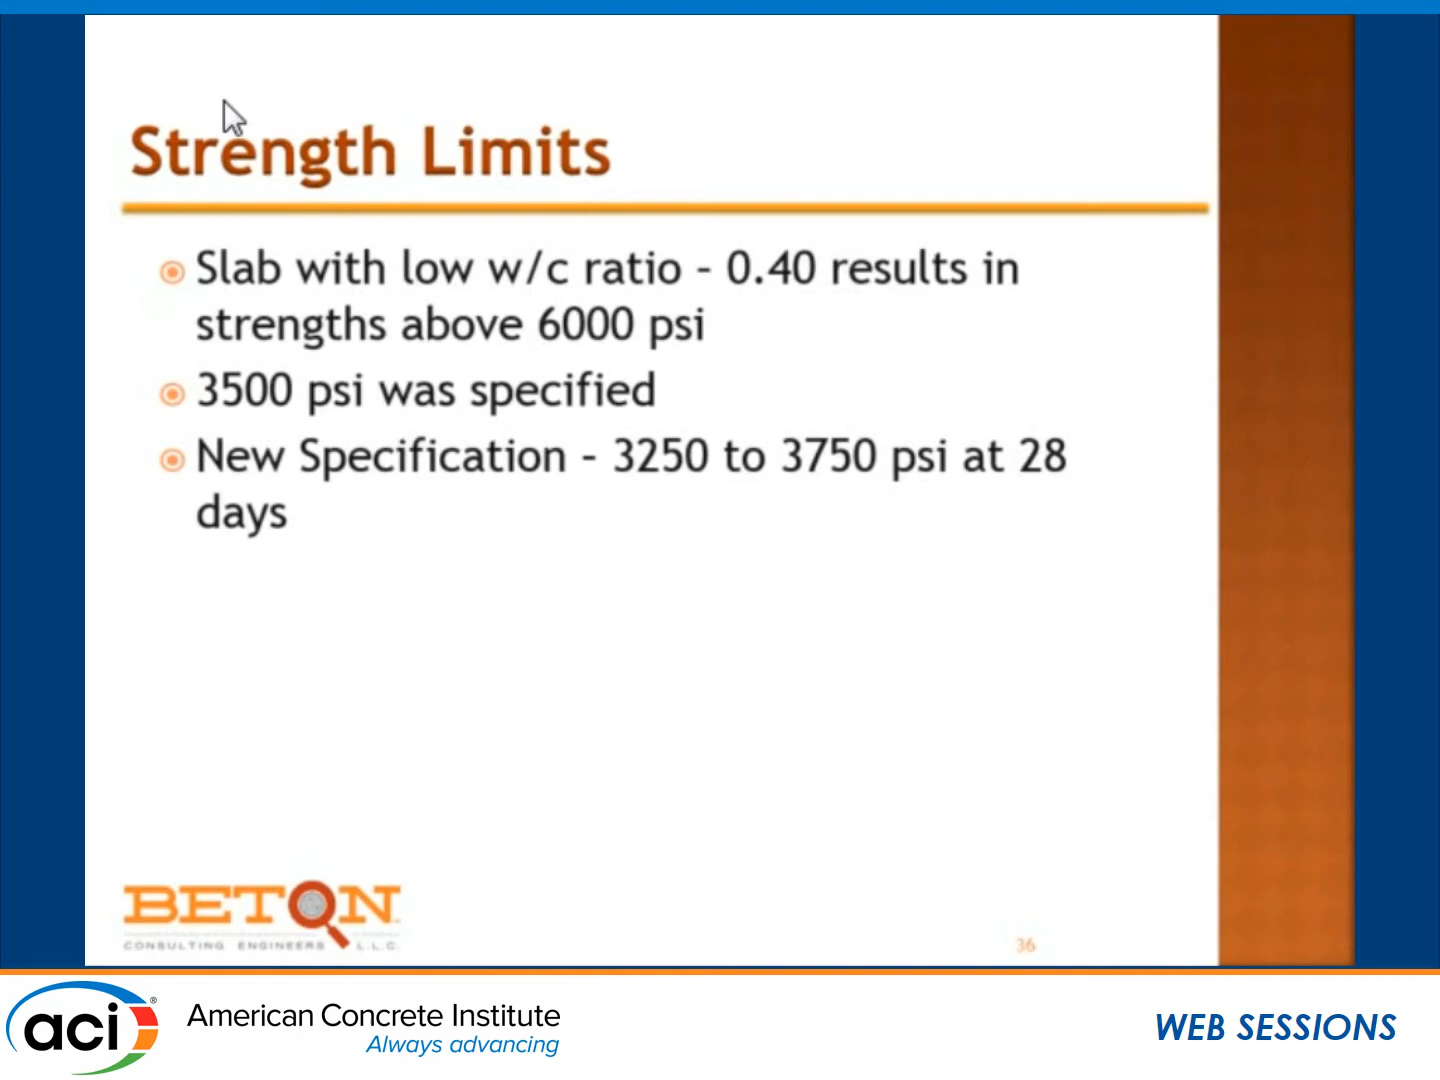 Strength Limits
Slab with low w/c ratio – 0.40 results in
strengths above 6000 psi
3500 psi was specified
New Specification – 3250 to 3750 psi at 28
days
BETON
CONSULTING ENGINEERS L.L.C.
36
aci®
American Concrete Institute
Always advancing
WEB SESSIONS